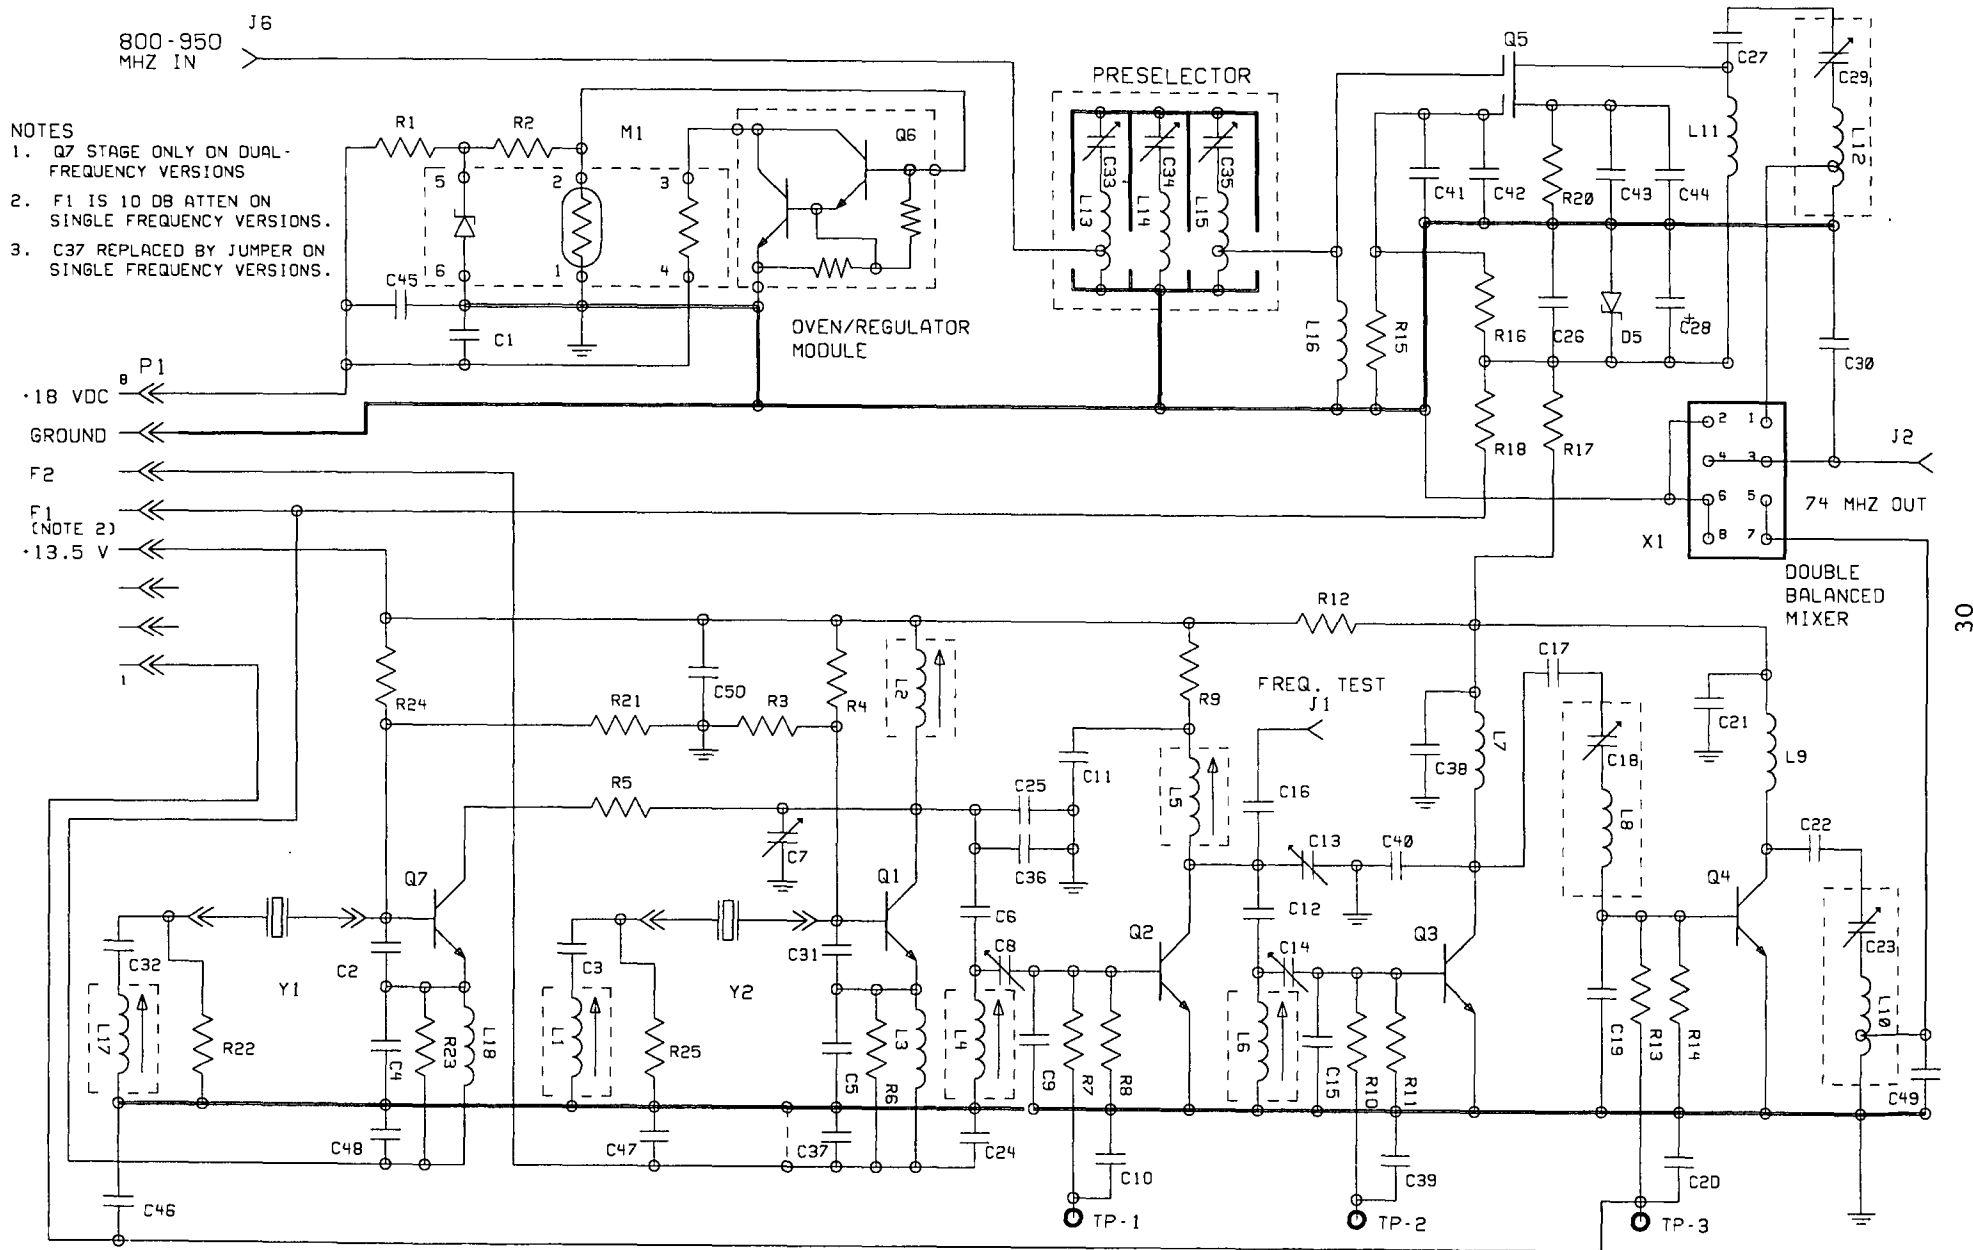 J6
800-950
MHZ IN
NOTES
1. Q7 STAGE ONLY ON DUAL-
FREQUENCY VERSIONS
2. F1 IS 10 DB ATTEN ON
SINGLE FREQUENCY VERSIONS.
3. C37 REPLACED BY JUMPER ON
SINGLE FREQUENCY VERSIONS.
R1
R2
M1
Q6
5
2
3
6
1
4
C45
C1
OVEN/REGULATOR
MODULE
PRESELECTOR
C33
C34
C35
L13
L14
L15
L16
R15
Q5
C27
C29
L11
L12
C41
C42
R20
C43
C44
R16
C26
D5
+
C28
C30
R18
R17
P1
8
+18 VDC
GROUND
F2
F1
(NOTE 2)
+13.5 V
1
2
1
4
3
6
5
8
7
J2
74 MHZ OUT
X1
DOUBLE
BALANCED
MIXER
30
R12
R24
R21
C50
R3
R4
L2
R9
FREQ. TEST
J1
C17
C21
L9
C38
L7
C18
L8
R5
C7
C25
C36
C11
L5
C16
C13
C40
C22
Q7
Q1
Q4
C32
C2
C3
C31
C6
C8
Q2
C12
C14
Q3
C23
Y1
Y2
L17
R22
C4
R23
L18
L1
R25
C5
R6
L3
L4
C9
R7
R8
L6
C15
R10
R11
C19
R13
R14
L10
C49
C48
C47
C37
C24
C10
C39
C20
C46
TP-1
TP-2
TP-3